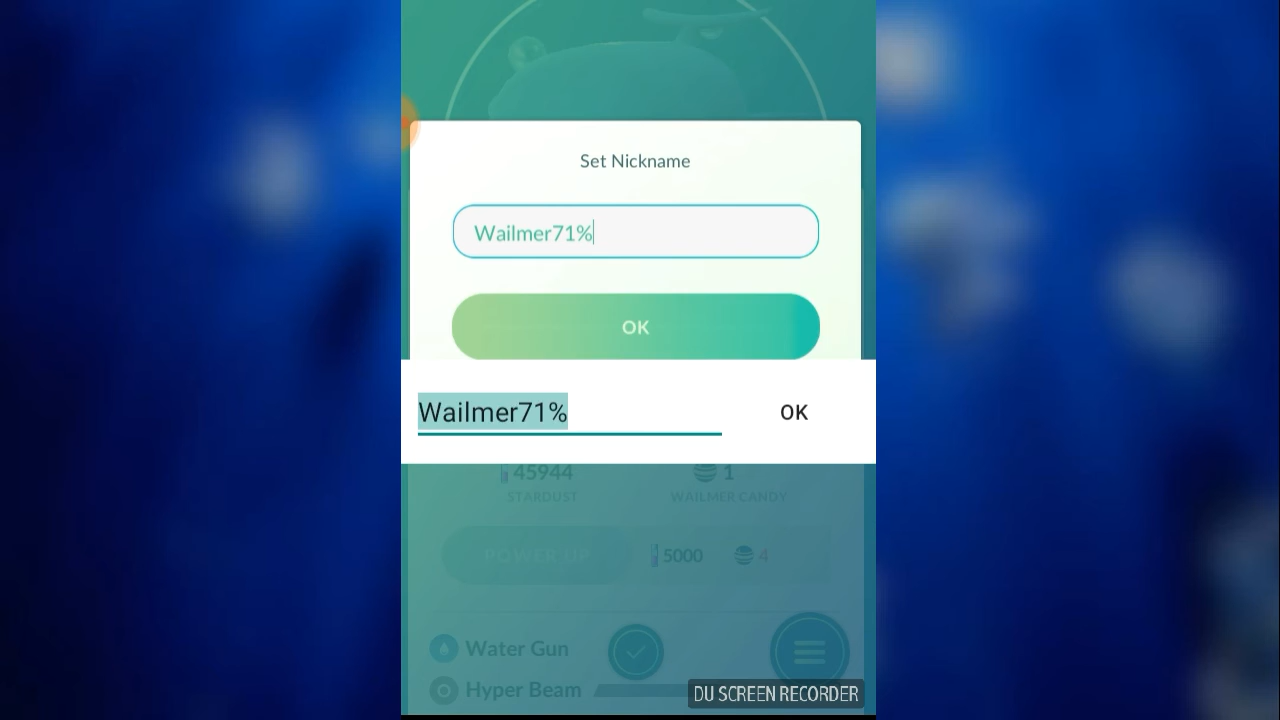 Set Nickname
Wailmer71%
OK
Wailmer71% OK
45944 1
STARDUST WAILMER CANDY
POWER UP 5000 4
Water Gun
Hyper Beam
DU SCREEN RECORDER